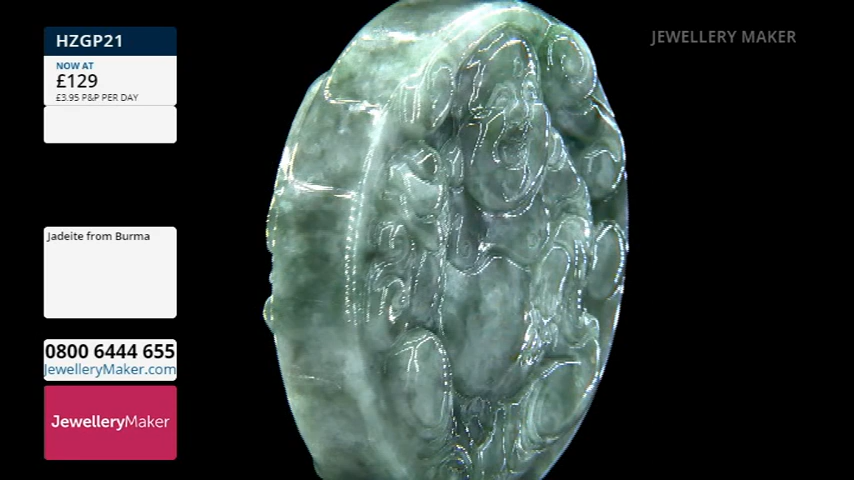 HZGP21
NOW AT
£129
£3.95 P&P PER DAY
Jadeite from Burma
0800 6444 655
JewelleryMaker.com
JewelleryMaker
JEWELLERY MAKER